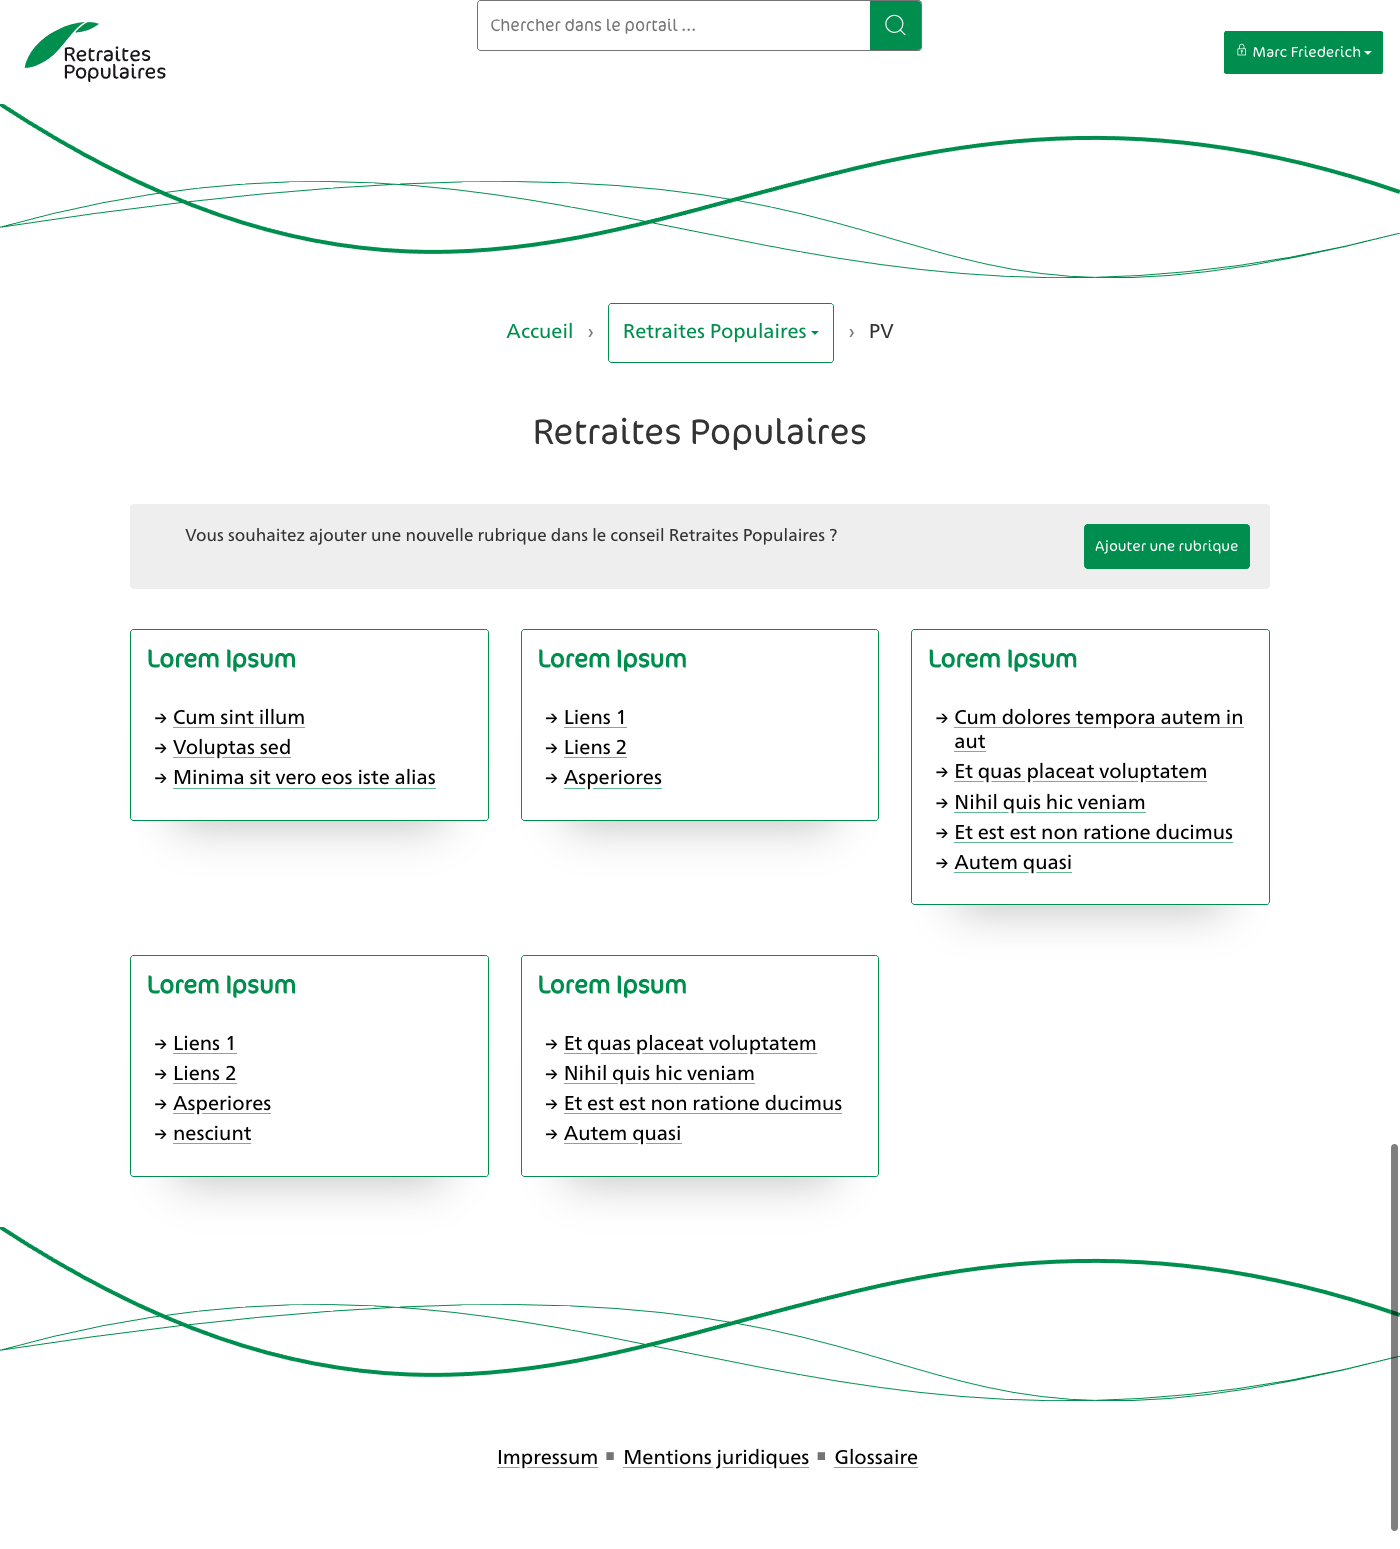 Retraites
Populaires
Chercher dans le portail ...
Marc Friederich
Accueil › Retraites Populaires › PV
Retraites Populaires
Vous souhaitez ajouter une nouvelle rubrique dans le conseil Retraites Populaires ?
Ajouter une rubrique
Lorem Ipsum
→ Cum sint illum
→ Voluptas sed
→ Minima sit vero eos iste alias
Lorem Ipsum
→ Liens 1
→ Liens 2
→ Asperiores
Lorem Ipsum
→ Cum dolores tempora autem in
aut
→ Et quas placeat voluptatem
→ Nihil quis hic veniam
→ Et est est non ratione ducimus
→ Autem quasi
Lorem Ipsum
→ Liens 1
→ Liens 2
→ Asperiores
→ nesciunt
Lorem Ipsum
→ Et quas placeat voluptatem
→ Nihil quis hic veniam
→ Et est est non ratione ducimus
→ Autem quasi
Impressum ▪ Mentions juridiques ▪ Glossaire